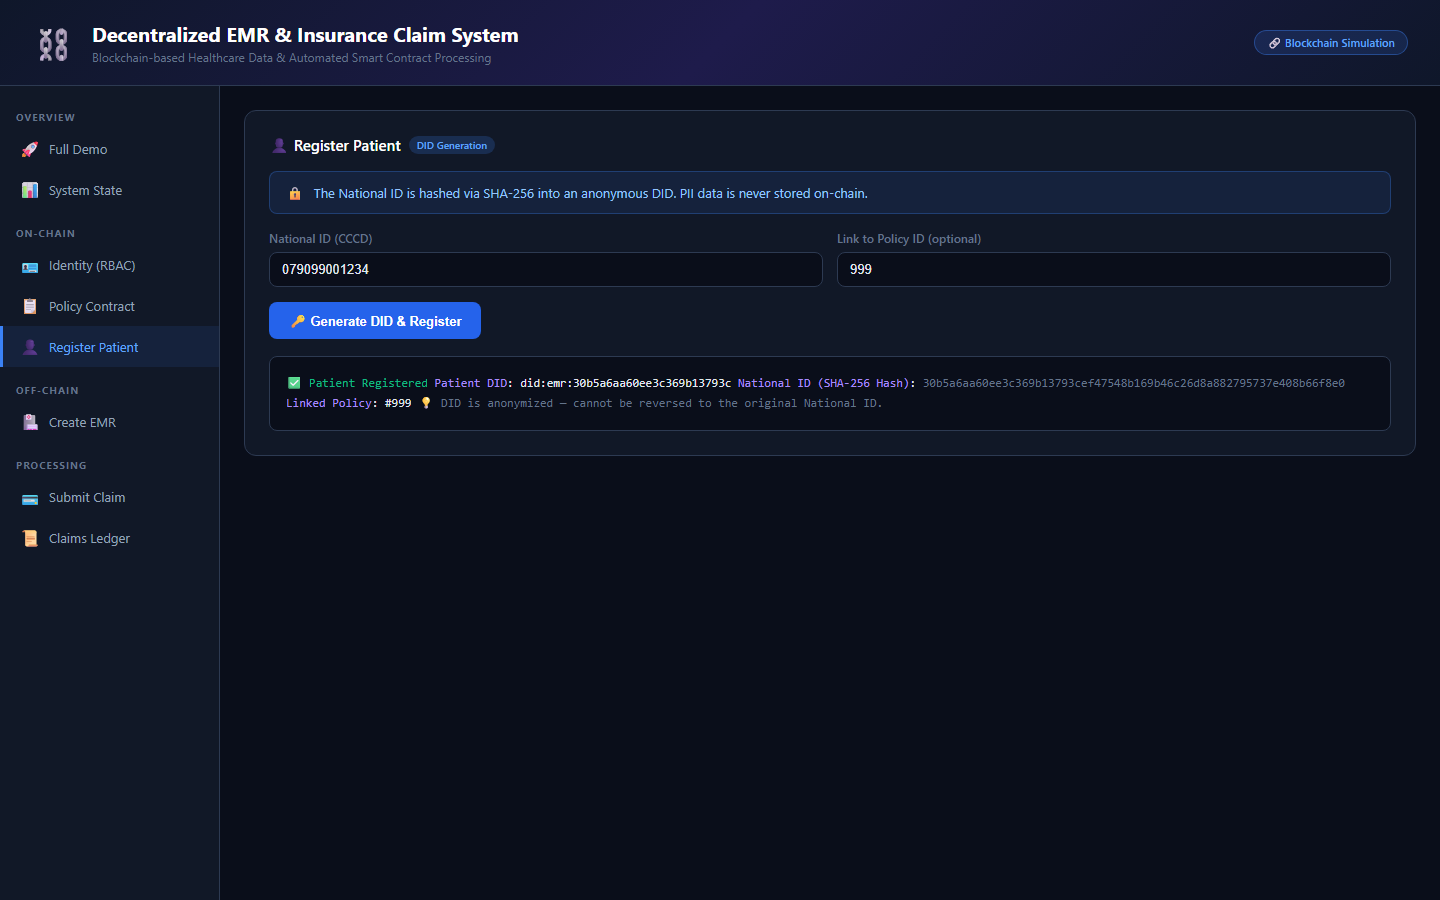 Decentralized EMR & Insurance Claim System
Blockchain-based Healthcare Data & Automated Smart Contract Processing
Blockchain Simulation
OVERVIEW
Full Demo
System State
ON-CHAIN
Identity (RBAC)
Policy Contract
Register Patient
OFF-CHAIN
Create EMR
PROCESSING
Submit Claim
Claims Ledger
Register Patient DID Generation
The National ID is hashed via SHA-256 into an anonymous DID. PII data is never stored on-chain.
National ID (CCCD)
079099001234
Link to Policy ID (optional)
999
Generate DID & Register
Patient Registered Patient DID: did:emr:30b5a6aa60ee3c369b13793c National ID (SHA-256 Hash): 30b5a6aa60ee3c369b13793cef47548b169b46c26d8a882795737e408b66f8e0
Linked Policy: #999 DID is anonymized — cannot be reversed to the original National ID.